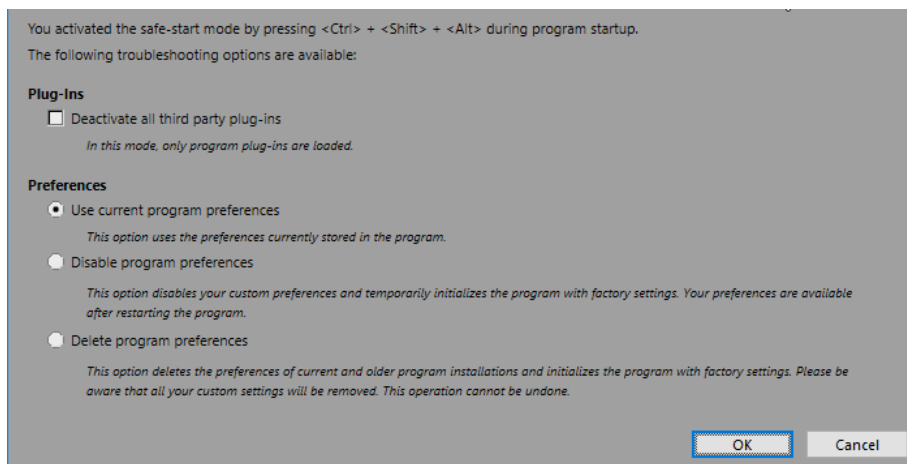 You activated the safe-start mode by pressing <Ctrl> + <Shift> + <Alt> during program startup.
The following troubleshooting options are available:
Plug-Ins
Deactivate all third party plug-ins
In this mode, only program plug-ins are loaded.
Preferences
Use current program preferences
This option uses the preferences currently stored in the program.
Disable program preferences
This option disables your custom preferences and temporarily initializes the program with factory settings. Your preferences are available
after restarting the program.
Delete program preferences
This option deletes the preferences of current and older program installations and initializes the program with factory settings. Please be
aware that all your custom settings will be removed. This operation cannot be undone.
OK Cancel